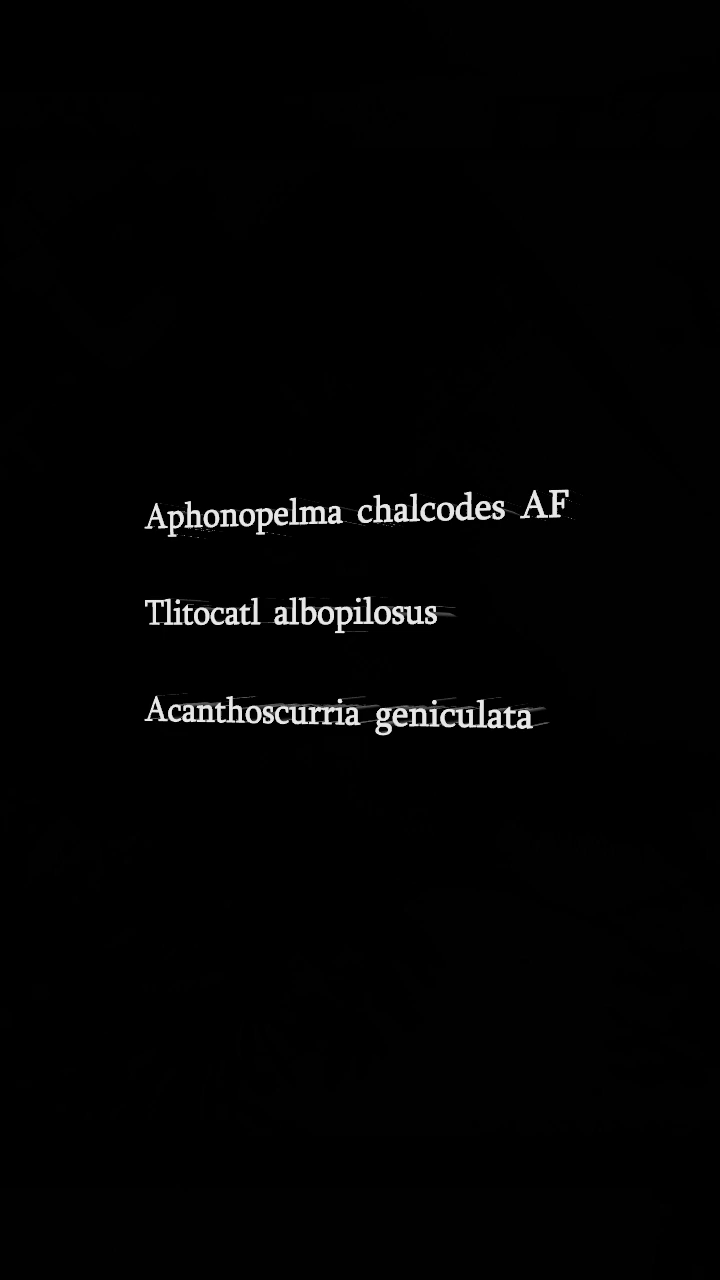 Aphonopelma chalcodes AF
Tlitocatl albopilosus
Acanthoscurria geniculata